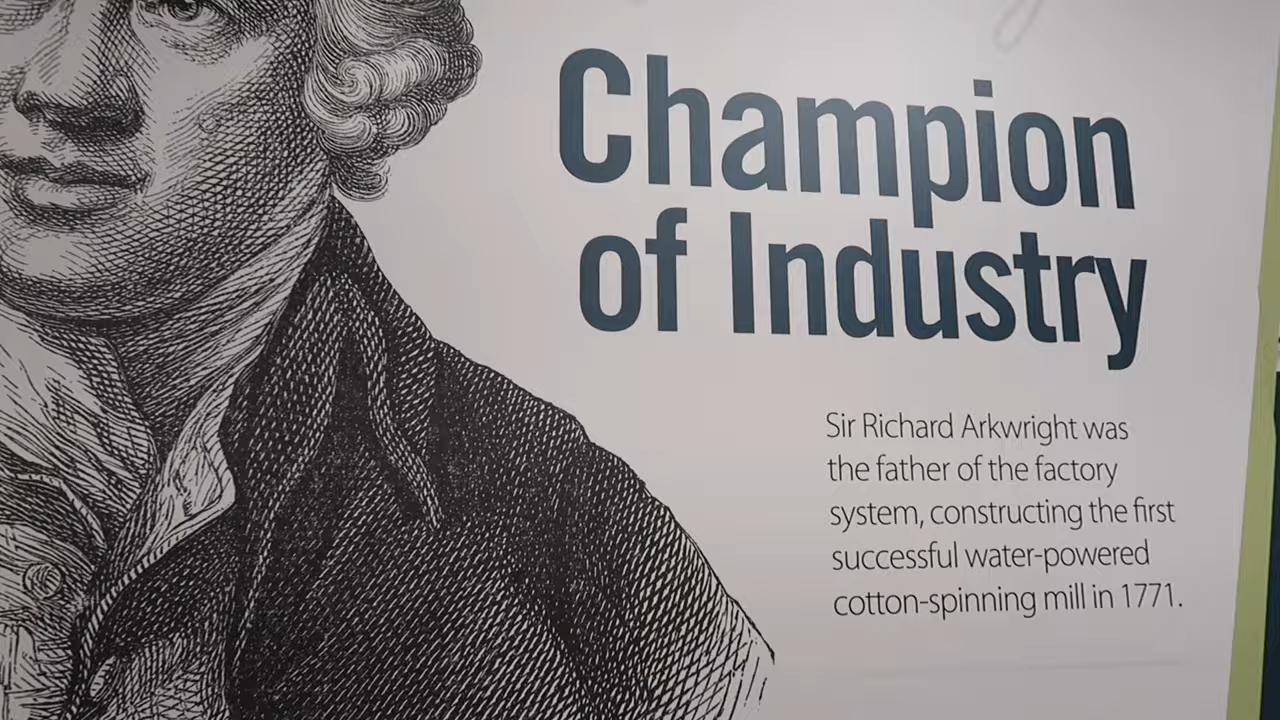 Champion
of Industry
Sir Richard Arkwright was
the father of the factory
system, constructing the first
successful water-powered
cotton-spinning mill in 1771.